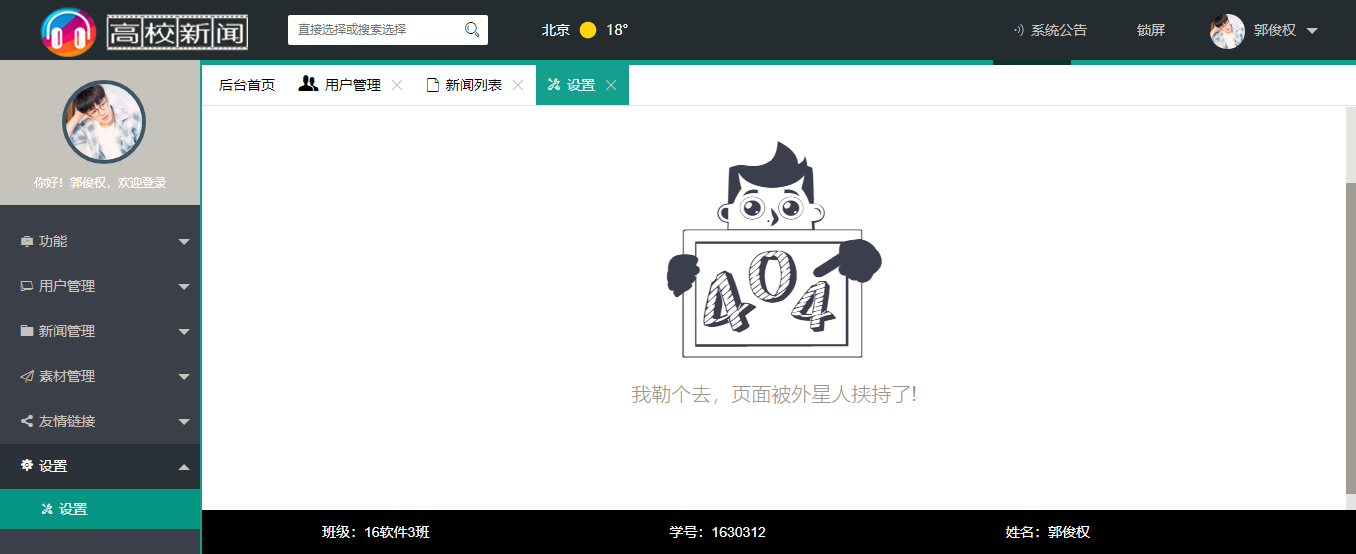 高校新闻
直接选择或搜索选择
北京 18°
系统公告
锁屏
郭俊权
你好！郭俊权，欢迎登录
后台首页
用户管理
新闻列表
设置
功能
用户管理
新闻管理
素材管理
友情链接
设置
设置
404
我勒个去，页面被外星人挟持了!
班级：16软件3班
学号：1630312
姓名：郭俊权